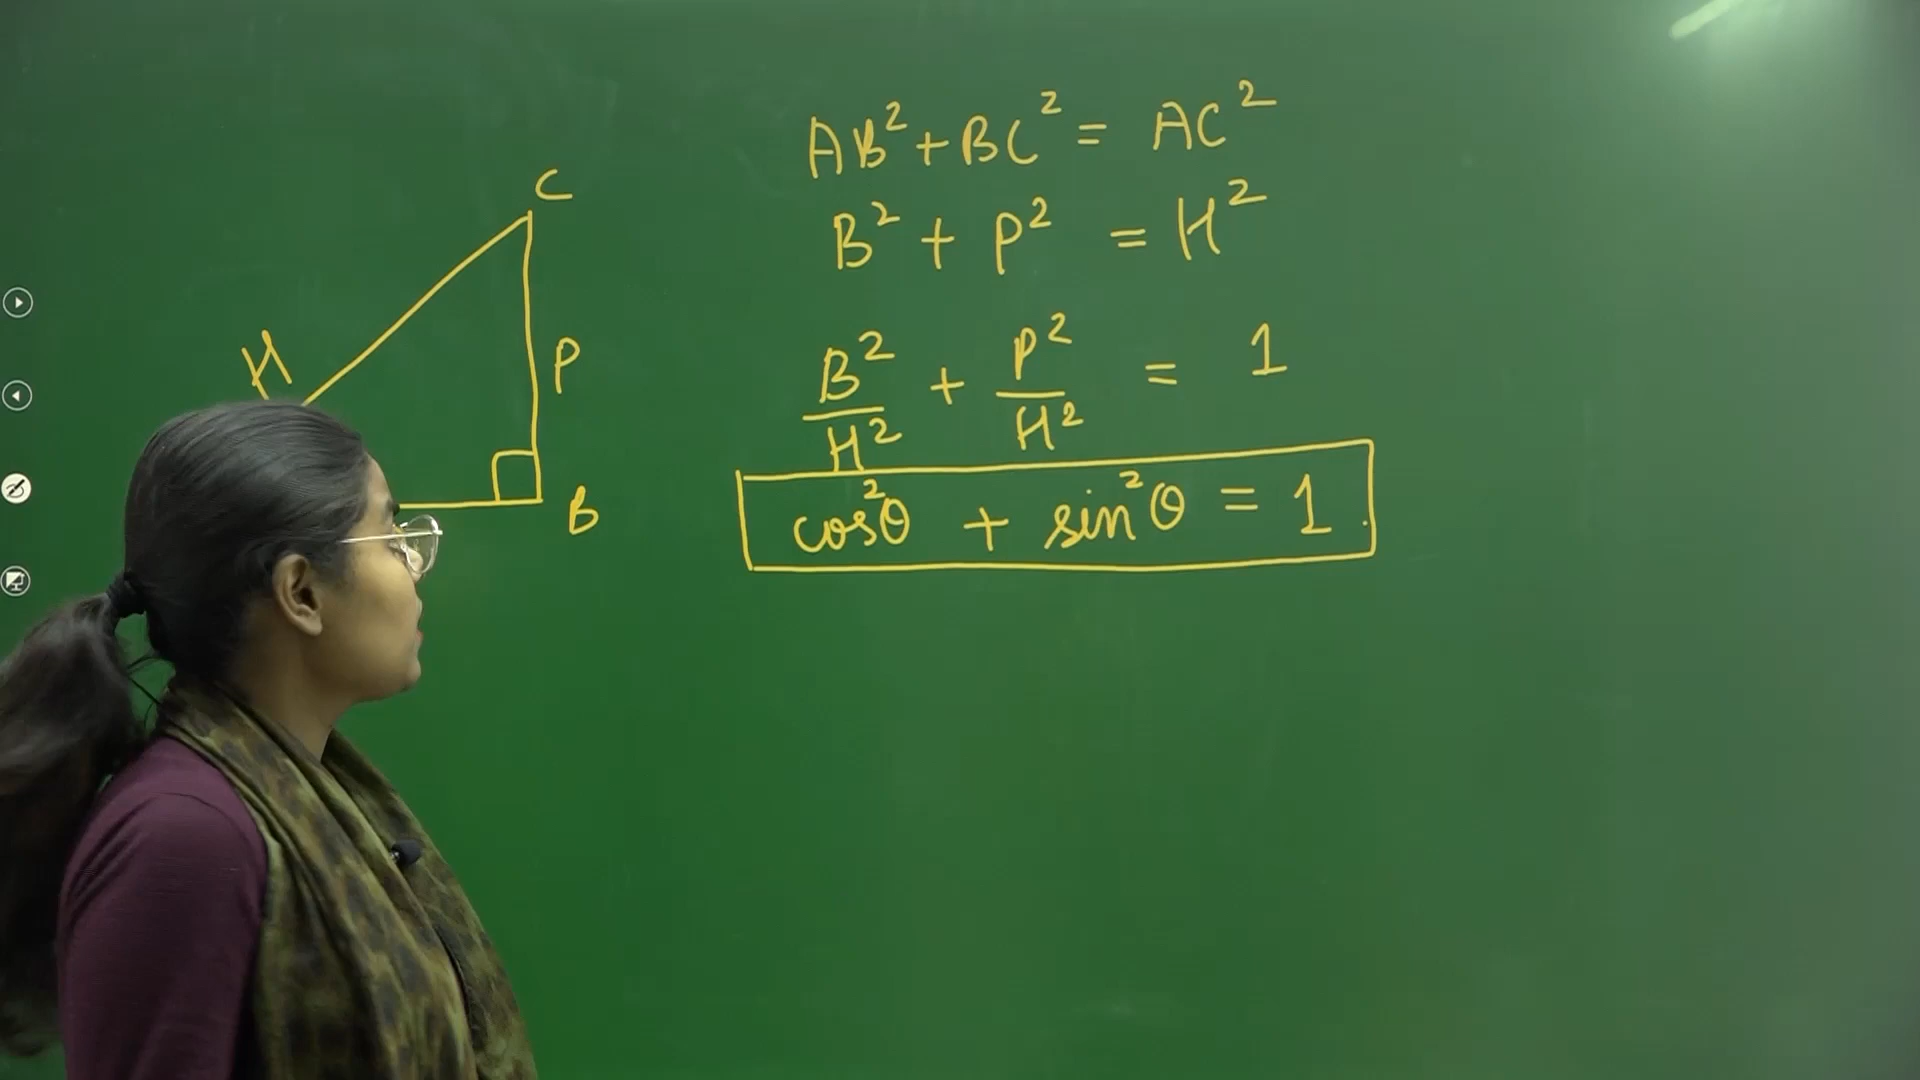 C
H
P
B
AB²+BC² = AC²
B² + P² = H²
B²/H² + P²/H² = 1
cos²θ + sin²θ = 1